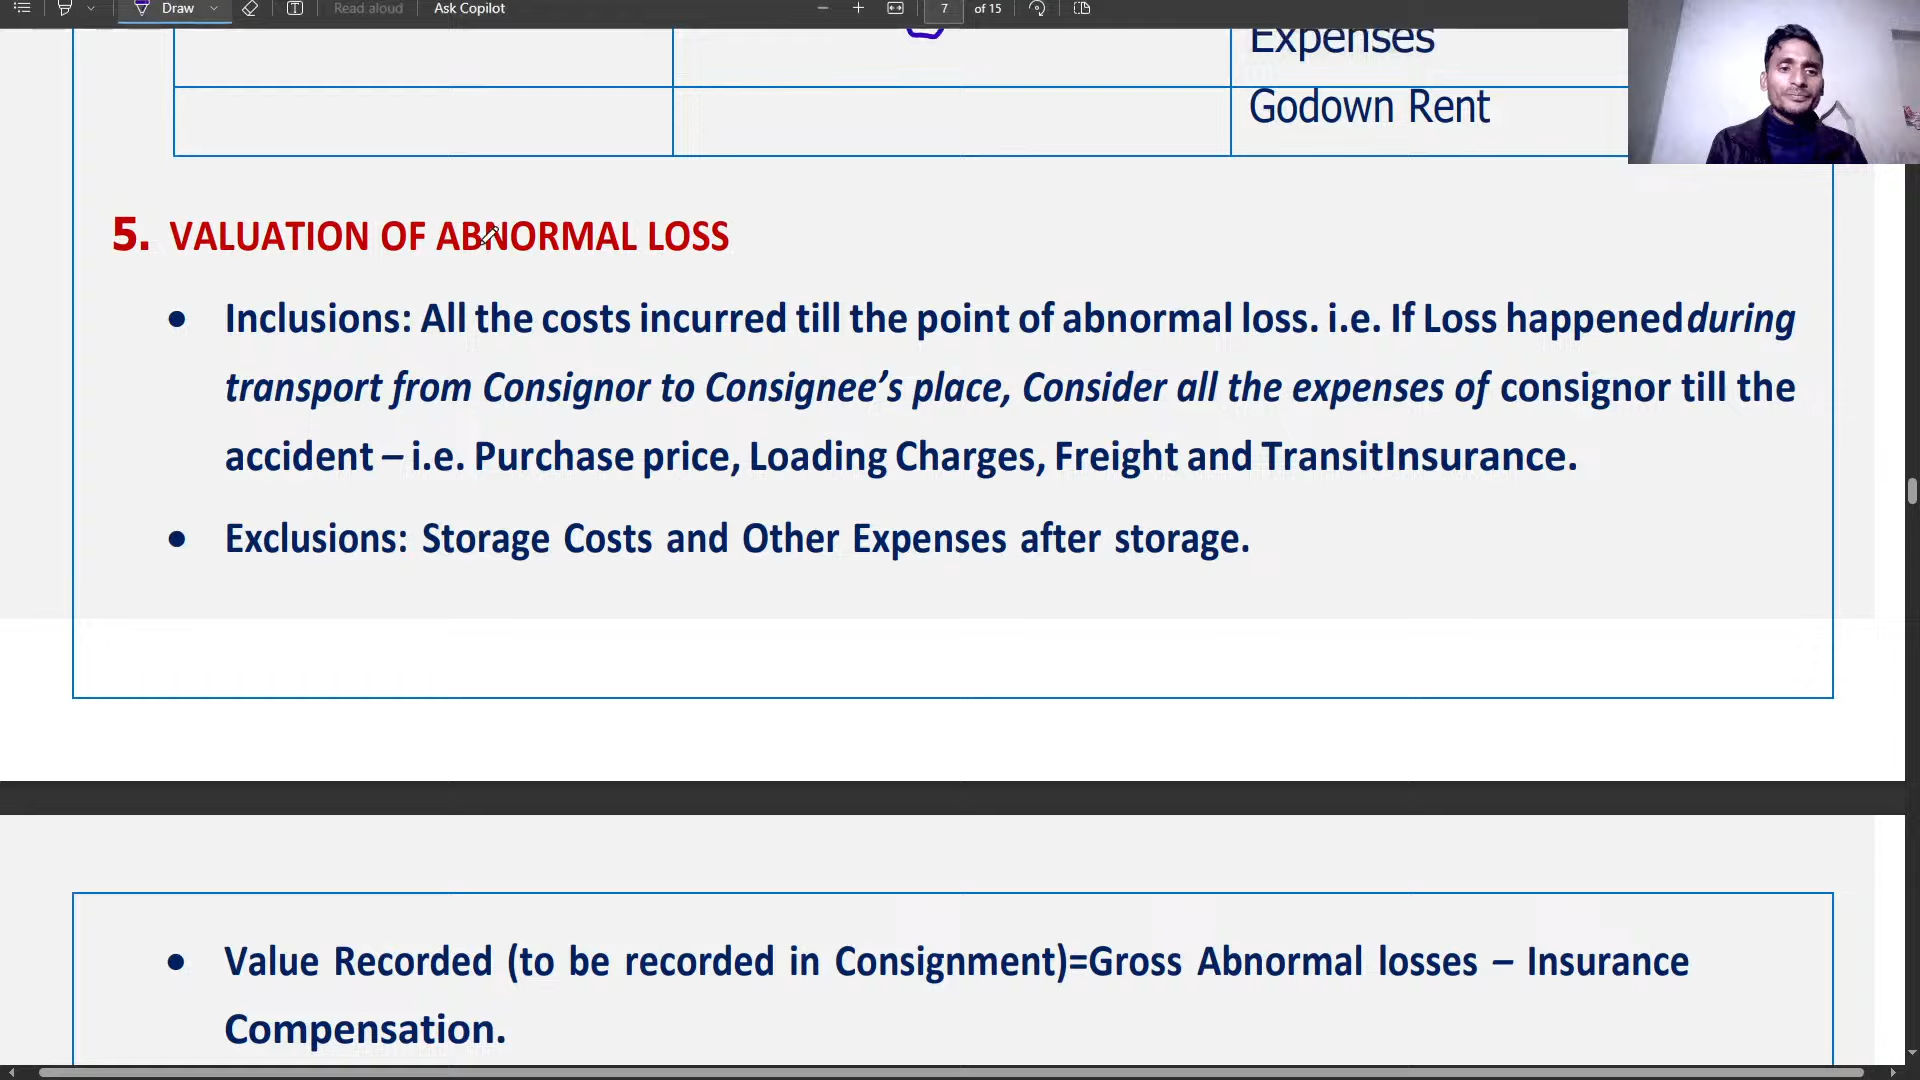 Draw
Read aloud
Ask Copilot
7
of 15
Expenses
Godown Rent
5. VALUATION OF ABNORMAL LOSS
• Inclusions: All the costs incurred till the point of abnormal loss. i.e. If Loss happenedduring
transport from Consignor to Consignee’s place, Consider all the expenses of consignor till the
accident – i.e. Purchase price, Loading Charges, Freight and TransitInsurance.
• Exclusions: Storage Costs and Other Expenses after storage.
• Value Recorded (to be recorded in Consignment)=Gross Abnormal losses – Insurance
Compensation.